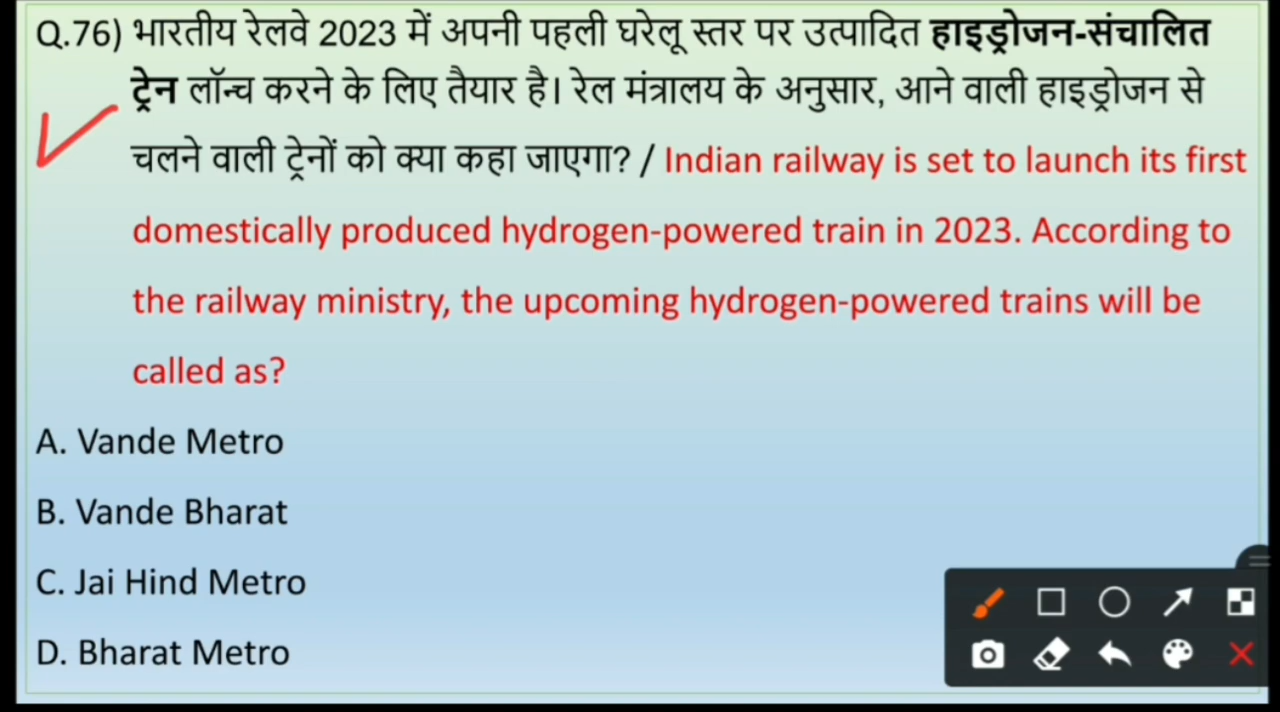 Q.76) भारतीय रेलवे 2023 में अपनी पहली घरेलू स्तर पर उत्पादित हाइड्रोजन-संचालित
ट्रेन लॉन्च करने के लिए तैयार है। रेल मंत्रालय के अनुसार, आने वाली हाइड्रोजन से
चलने वाली ट्रेनों को क्या कहा जाएगा? / Indian railway is set to launch its first
domestically produced hydrogen-powered train in 2023. According to
the railway ministry, the upcoming hydrogen-powered trains will be
called as?
A. Vande Metro
B. Vande Bharat
C. Jai Hind Metro
D. Bharat Metro